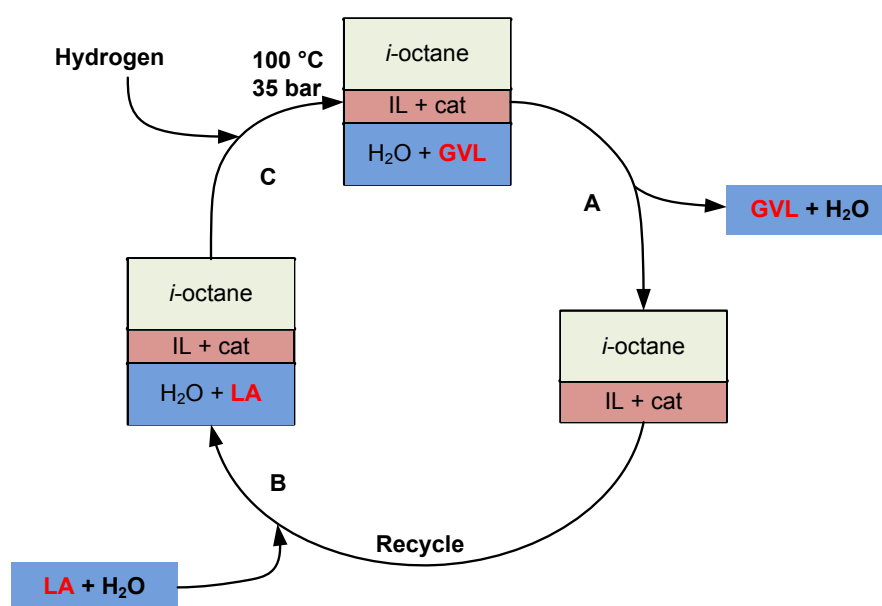 Hydrogen
100 °C
35 bar
i-octane
IL + cat
H₂O + GVL
C
A
GVL + H₂O
i-octane
IL + cat
H₂O + LA
i-octane
IL + cat
B
Recycle
LA + H₂O